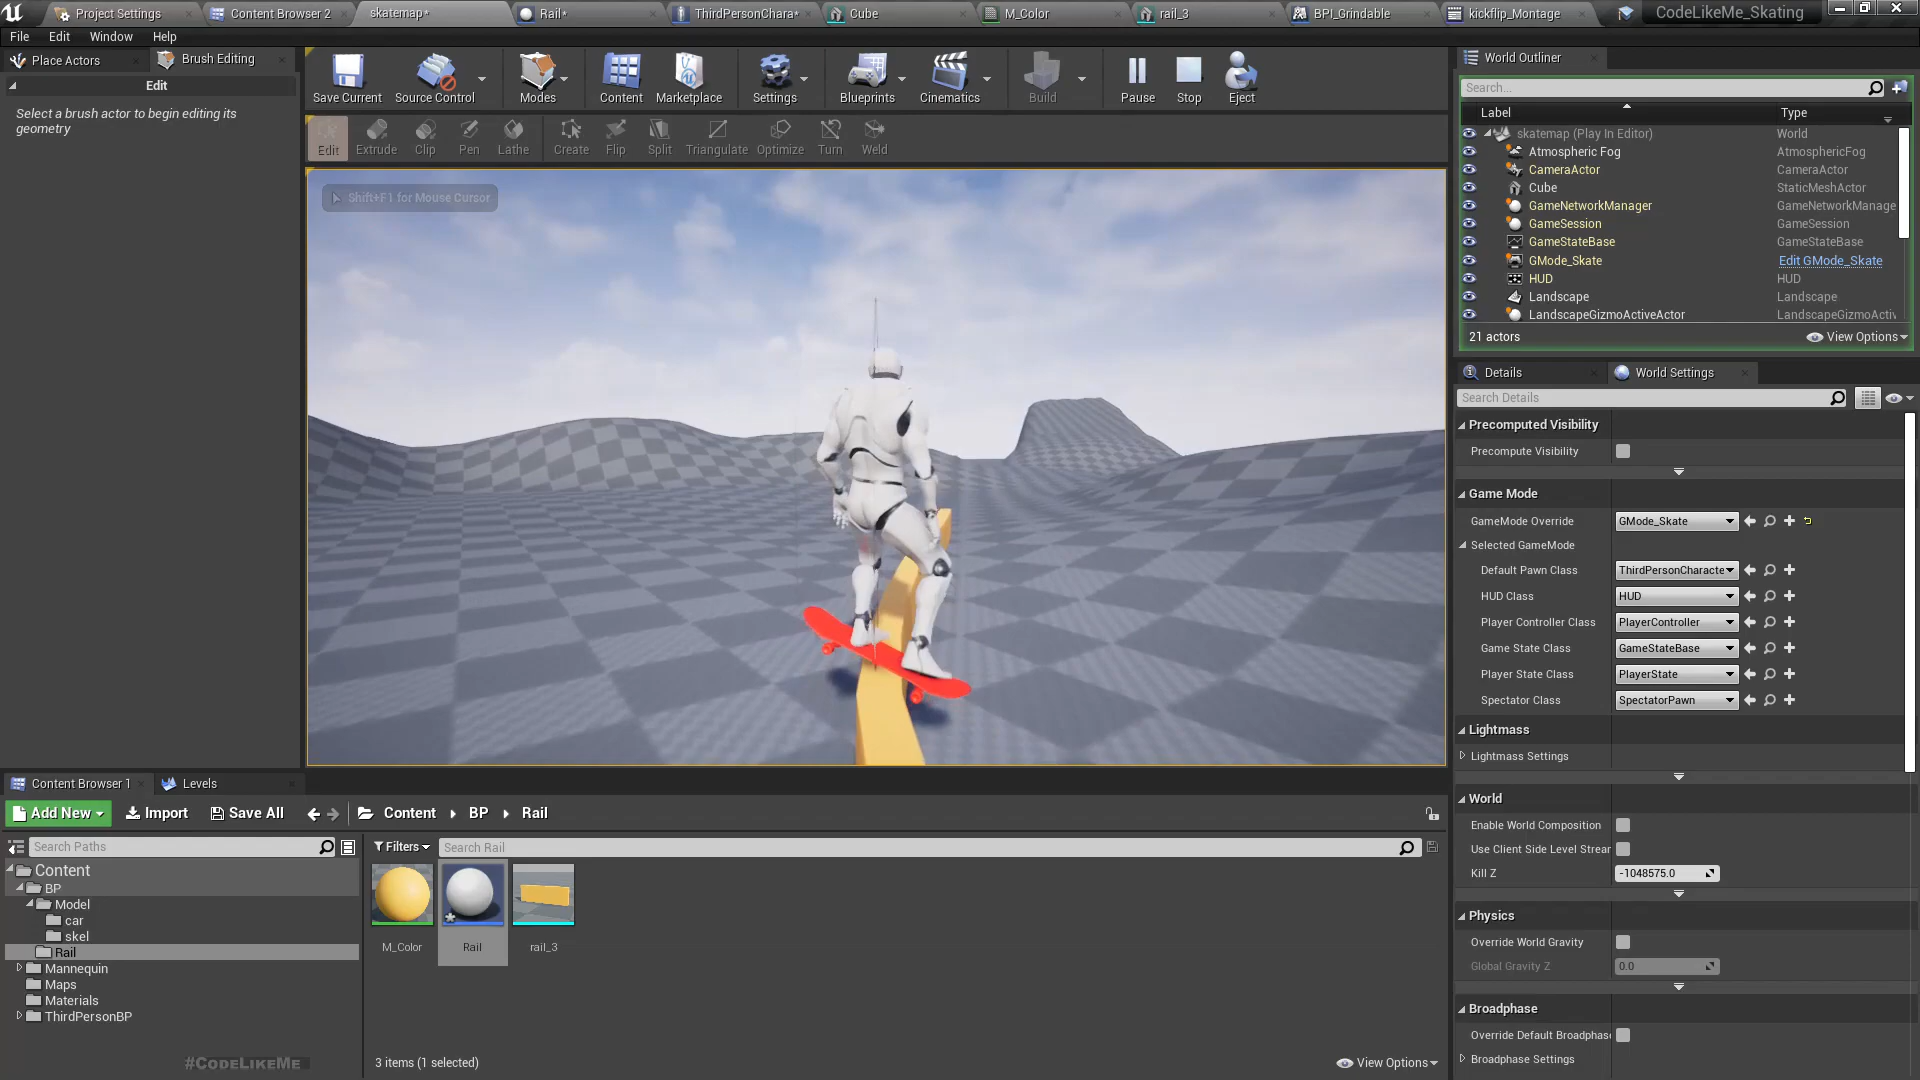 Project Settings
Content Browser 2
skatemap*
Rail*
ThirdPersonChara*
Cube
M_Color
rail_3
BPI_Grindable
kickflip_Montage
CodeLikeMe_Skating
File Edit Window Help
Place Actors
Brush Editing
Edit
Select a brush actor to begin editing its
geometry
Save Current
Source Control
Modes
Content
Marketplace
Settings
Blueprints
Cinematics
Build
Pause
Stop
Eject
Edit
Extrude
Clip
Pen
Lathe
Create
Flip
Split
Triangulate
Optimize
Turn
Weld
Shift+F1 for Mouse Cursor
World Outliner
Search...
Label Type
skatemap (Play In Editor) World
Atmospheric Fog AtmosphericFog
CameraActor CameraActor
Cube StaticMeshActor
GameNetworkManager GameNetworkManage
GameSession GameSession
GameStateBase GameStateBase
GMode_Skate Edit GMode_Skate
HUD HUD
Landscape Landscape
LandscapeGizmoActiveActor LandscapeGizmoActiv
21 actors
View Options
Details
World Settings
Search Details
Precomputed Visibility
Precompute Visibility
Game Mode
GameMode Override GMode_Skate
Selected GameMode
Default Pawn Class ThirdPersonCharacte
HUD Class HUD
Player Controller Class PlayerController
Game State Class GameStateBase
Player State Class PlayerState
Spectator Class SpectatorPawn
Lightmass
Lightmass Settings
World
Enable World Composition
Use Client Side Level Strear
Kill Z -1048575.0
Physics
Override World Gravity
Global Gravity Z 0.0
Broadphase
Override Default Broadphase
Broadphase Settings
Content Browser 1
Levels
Add New
Import
Save All
Content
BP
Rail
Search Paths
Filters
Search Rail
Content
BP
Model
car
skel
Rail
Mannequin
Maps
Materials
ThirdPersonBP
M_Color
Rail
rail_3
#CodeLikeMe
3 items (1 selected)
View Options